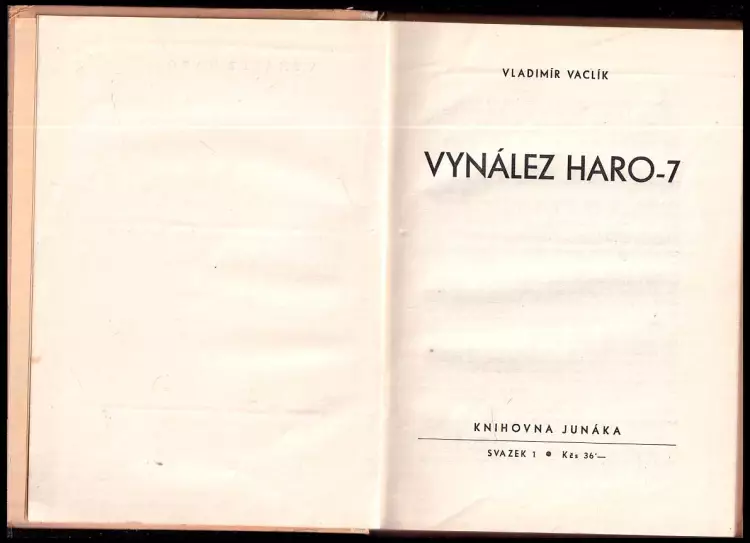 VLADIMÍR VACLÍK
VYNÁLEZ HARO-7
KNIHOVNA JUNÁKA
SVAZEK 1 ● Kčs 36'—